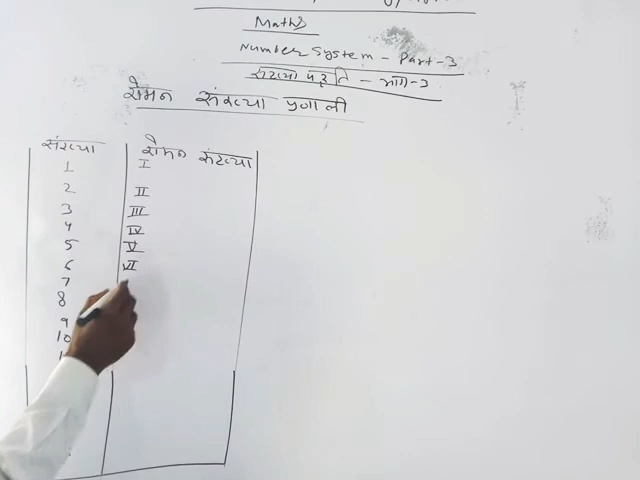 Maths
Number System - Part-3
संख्या पद्धति - भाग-3
रोमन संख्या प्रणाली
संख्या रोमन संख्या
1 I
2 II
3 III
4 IV
5 V
6 VI
7
8
9
10